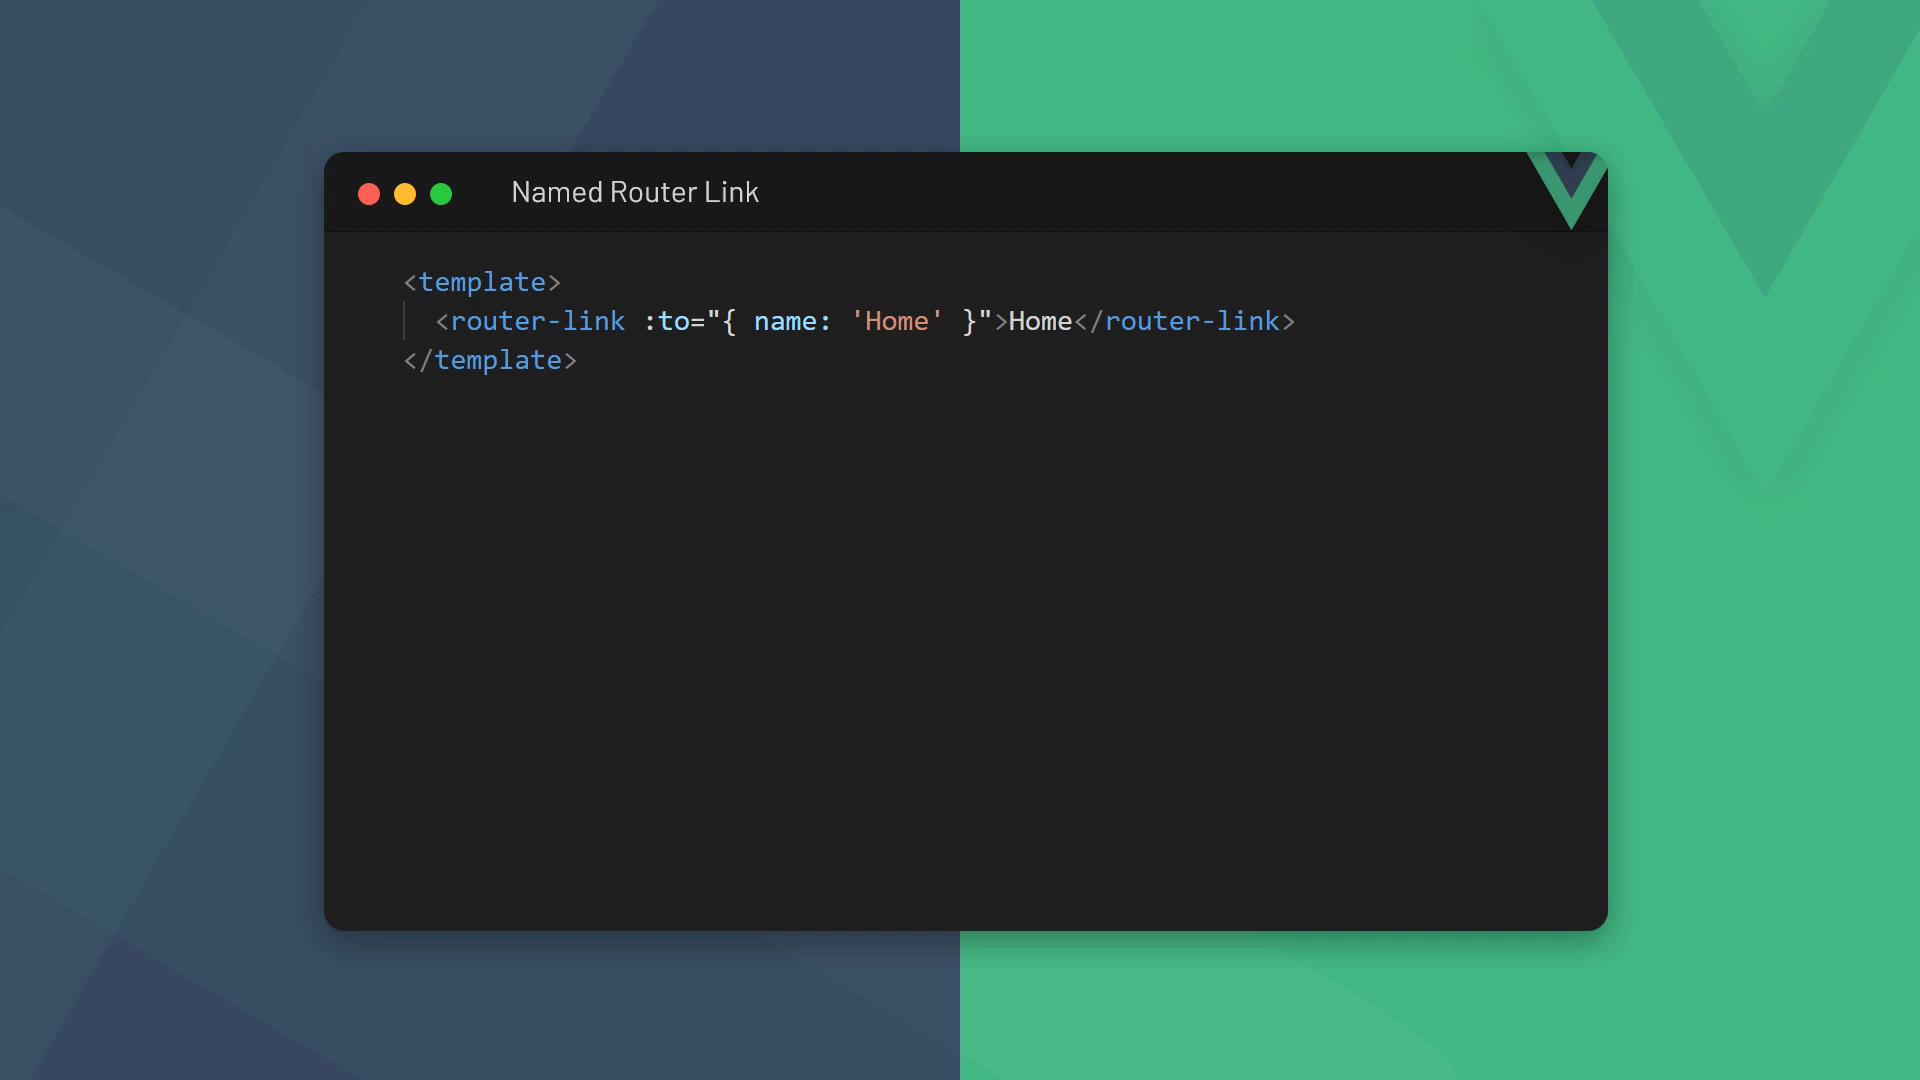 Named Router Link
<template>
  <router-link :to="{ name: 'Home' }">Home</router-link>
</template>